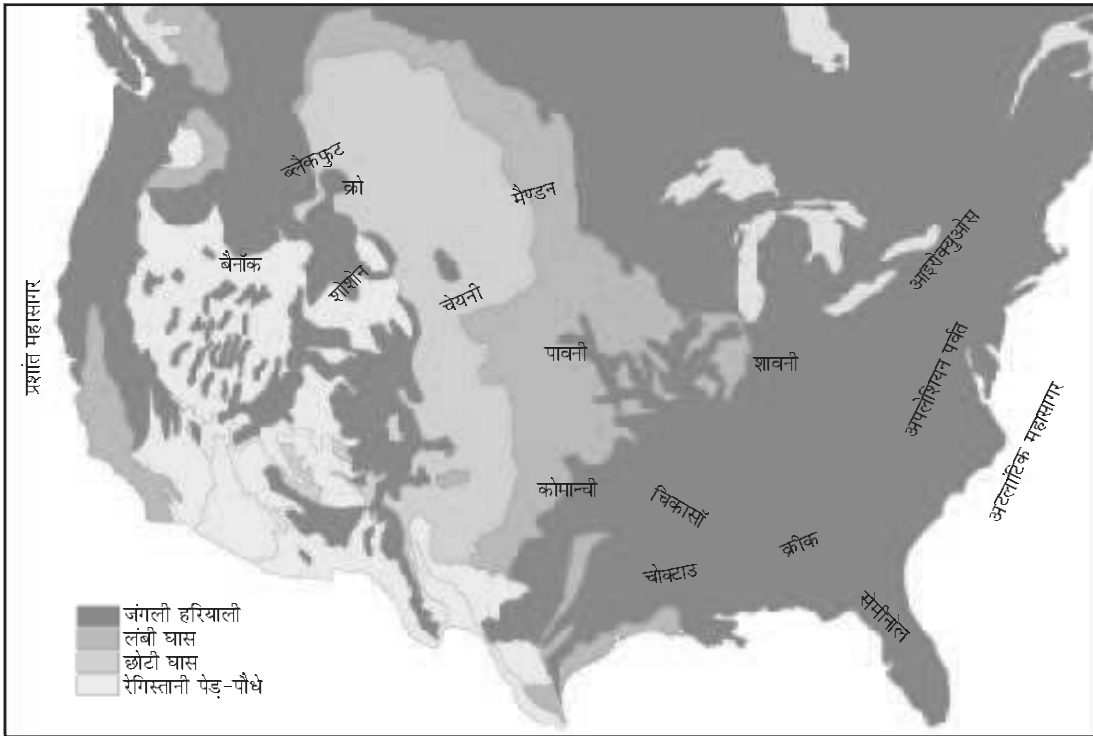 ब्लैकफुट
क्रो
मैण्डन
आइरोक्युओस
बैनॉक
शोशोन
चेयनी
प्रशांत महासागर
पावनी
शावनी
अपलेशियन पर्वत
अटलांटिक महासागर
कोमान्ची
चिकासॉ
क्रीक
चोक्टाउ
सेमीनोल
जंगली हरियाली
लंबी घास
छोटी घास
रेगिस्तानी पेड़-पौधे